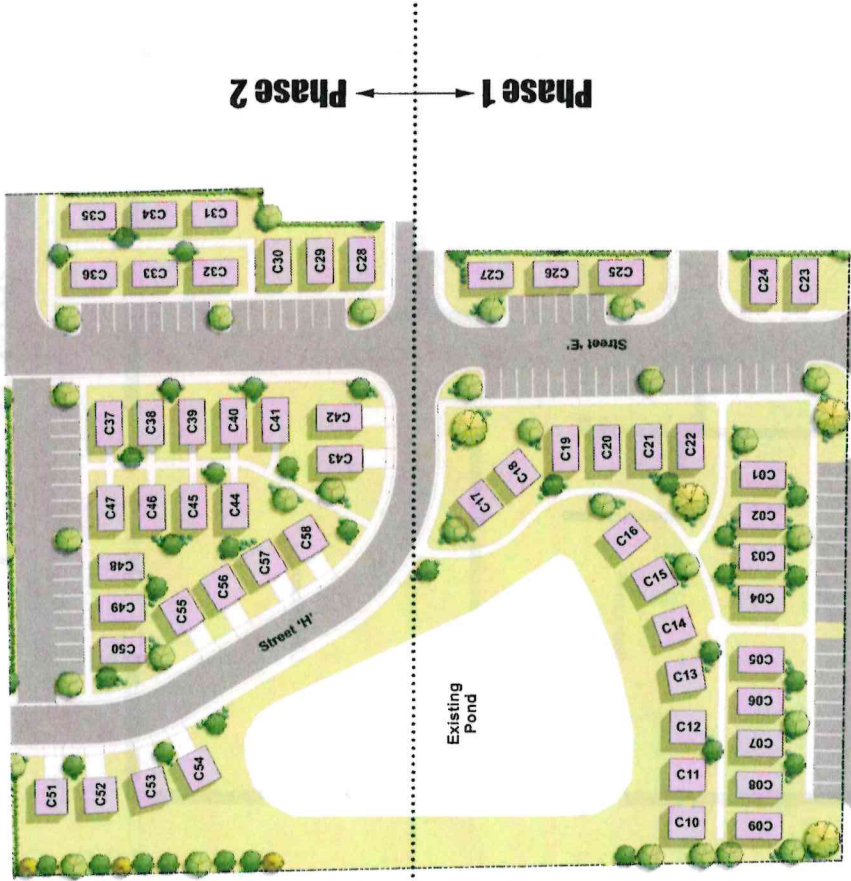 Phase 2
Phase 1
C35
C34
C31
C36
C33
C32
C30
C29
C28
C27
C26
C25
C24
C23
Street 'E'
C37
C38
C39
C40
C41
C42
C43
C47
C46
C45
C44
C48
C49
C50
C55
C56
C57
C58
Street 'H'
C51
C52
C53
C54
C17
C18
C19
C20
C21
C22
C16
C15
C14
C13
C12
C11
C10
C01
C02
C03
C04
C05
C06
C07
C08
C09
Existing
Pond